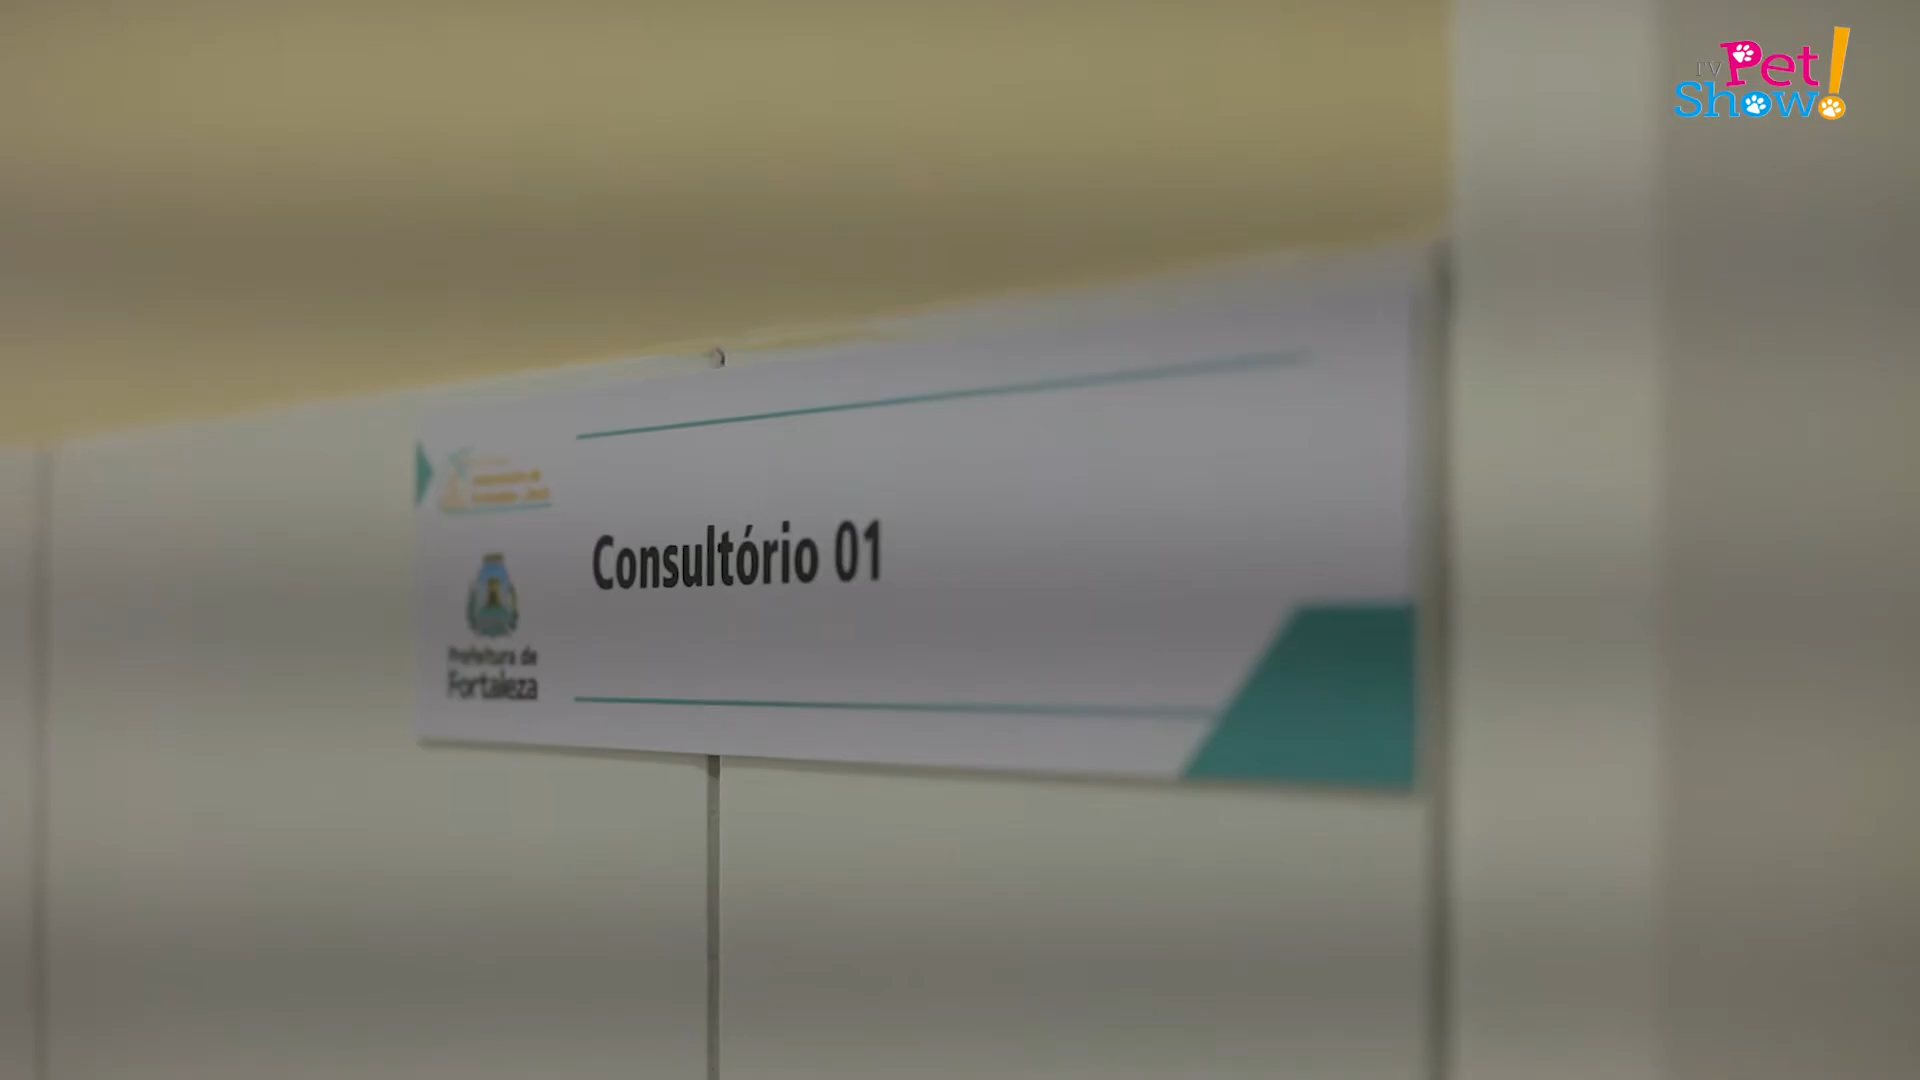 TV Pet
Show!
Consultório 01
Prefeitura de
Fortaleza